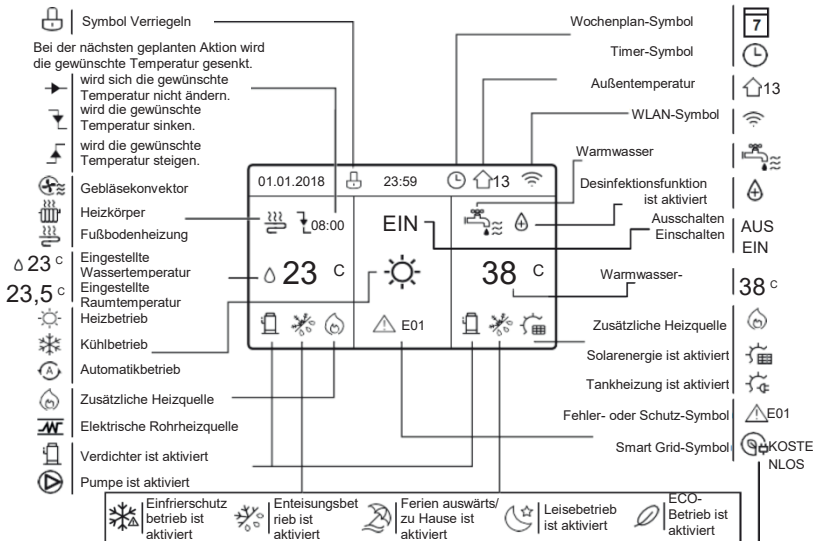 Symbol Verriegeln
Bei der nächsten geplanten Aktion wird
die gewünschte Temperatur gesenkt.
wird sich die gewünschte
Temperatur nicht ändern.
wird die gewünschte
Temperatur sinken.
wird die gewünschte
Temperatur steigen.
Gebläsekonvektor
Heizkörper
Fußbodenheizung
23 c
Eingestellte
Wassertemperatur
23,5 c
Eingestellte
Raumtemperatur
Heizbetrieb
Kühlbetrieb
A
Automatikbetrieb
Zusätzliche Heizquelle
Elektrische Rohrheizquelle
Verdichter ist aktiviert
Pumpe ist aktiviert
01.01.2018
23:59
13
08:00
EIN
23 C
38 C
E01
Wochenplan-Symbol
7
Timer-Symbol
Außentemperatur
13
WLAN-Symbol
Warmwasser
Desinfektionsfunktion
ist aktiviert
Ausschalten
Einschalten
AUS
EIN
Warmwasser-
38 c
Zusätzliche Heizquelle
Solarenergie ist aktiviert
Tankheizung ist aktiviert
Fehler- oder Schutz-Symbol
E01
Smart Grid-Symbol
KOSTE
NLOS
Einfrierschutz
betrieb ist
aktiviert
Enteisungsbet
rieb ist
aktiviert
Ferien auswärts/
zu Hause ist
aktiviert
Leisebetrieb
ist aktiviert
ECO-
Betrieb ist
aktiviert